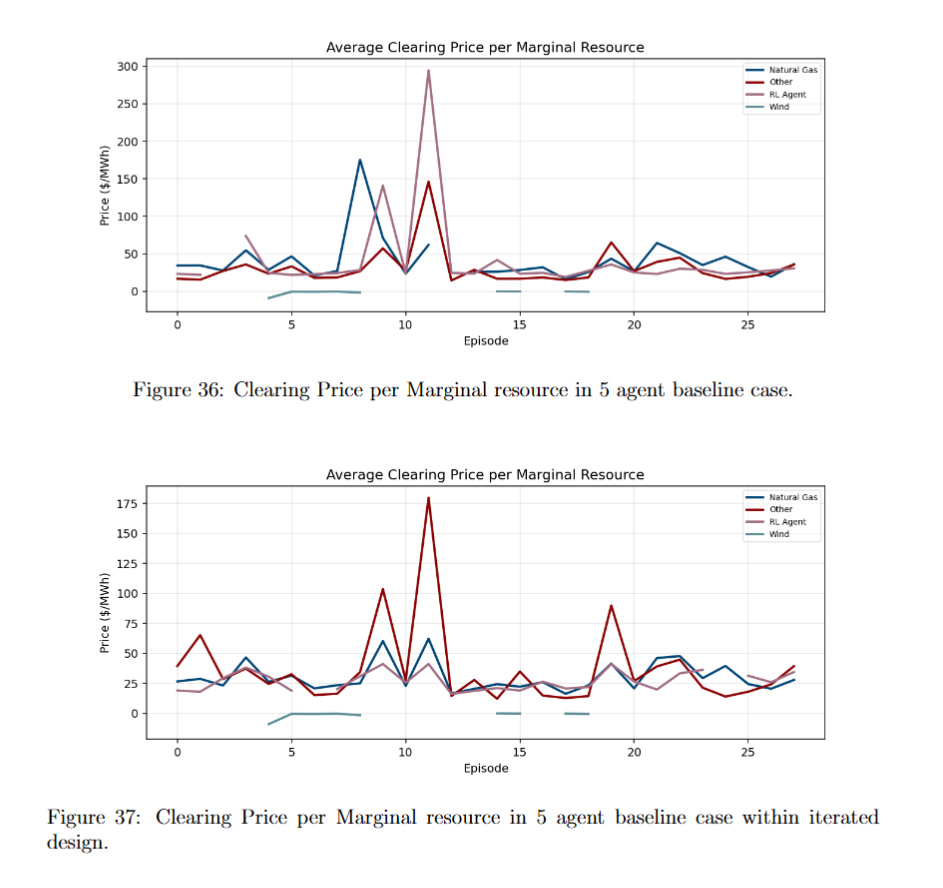 Average Clearing Price per Marginal Resource
300
250
200
150
100
50
0
Price ($/MWh)
Natural Gas
Other
RL Agent
Wind
0 5 10 15 20 25
Episode
Figure 36: Clearing Price per Marginal resource in 5 agent baseline case.
Average Clearing Price per Marginal Resource
175
150
125
100
75
50
25
0
Price ($/MWh)
Natural Gas
Other
RL Agent
Wind
0 5 10 15 20 25
Episode
Figure 37: Clearing Price per Marginal resource in 5 agent baseline case within iterated
design.